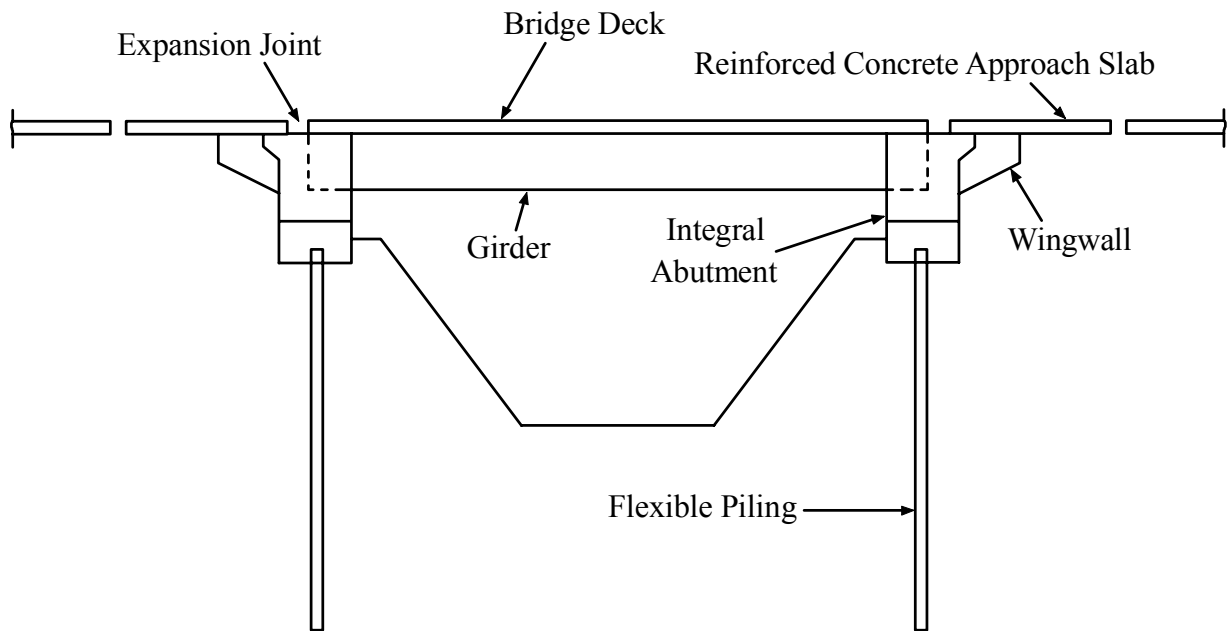 Bridge Deck
Expansion Joint
Reinforced Concrete Approach Slab
Girder
Integral
Abutment
Wingwall
Flexible Piling